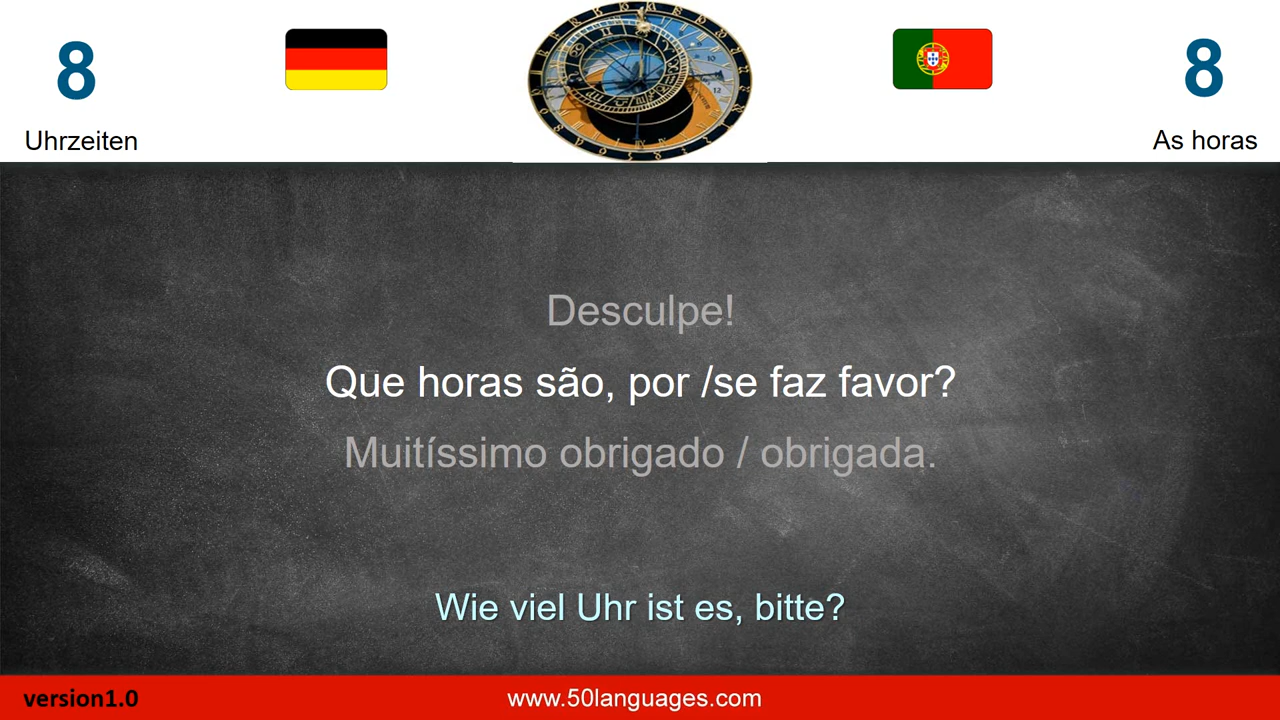 8
8
Uhrzeiten
As horas
Desculpe!
Que horas são, por /se faz favor?
Muitíssimo obrigado / obrigada.
Wie viel Uhr ist es, bitte?
version1.0
www.50languages.com